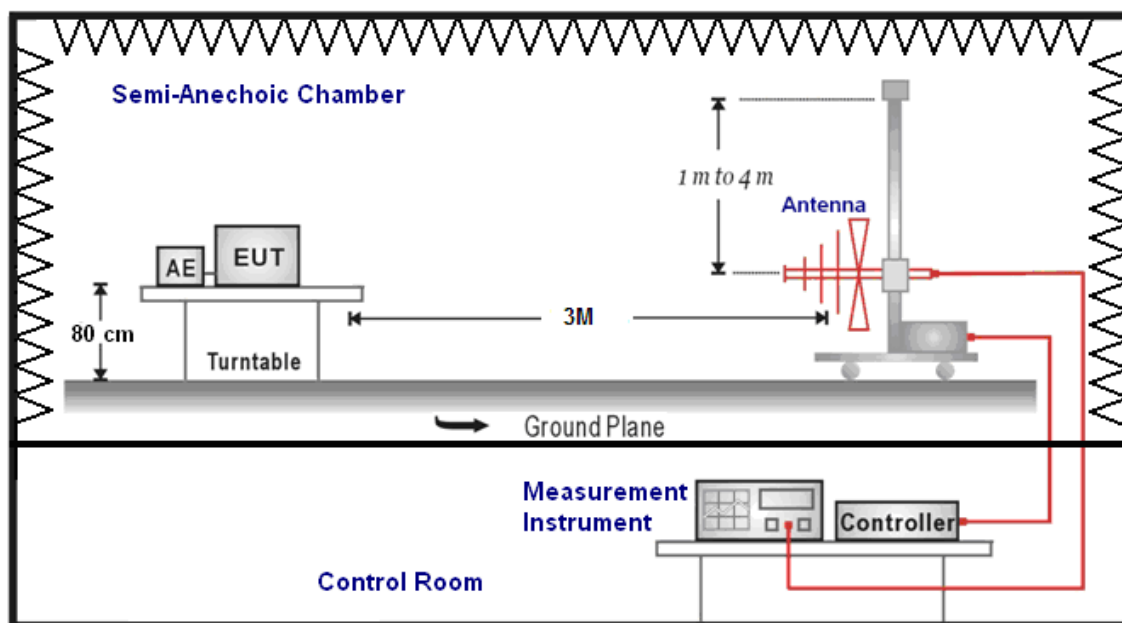 Semi-Anechoic Chamber
1 m to 4 m
Antenna
AE
EUT
80 cm
3M
Turntable
Ground Plane
Measurement
Instrument
Controller
Control Room